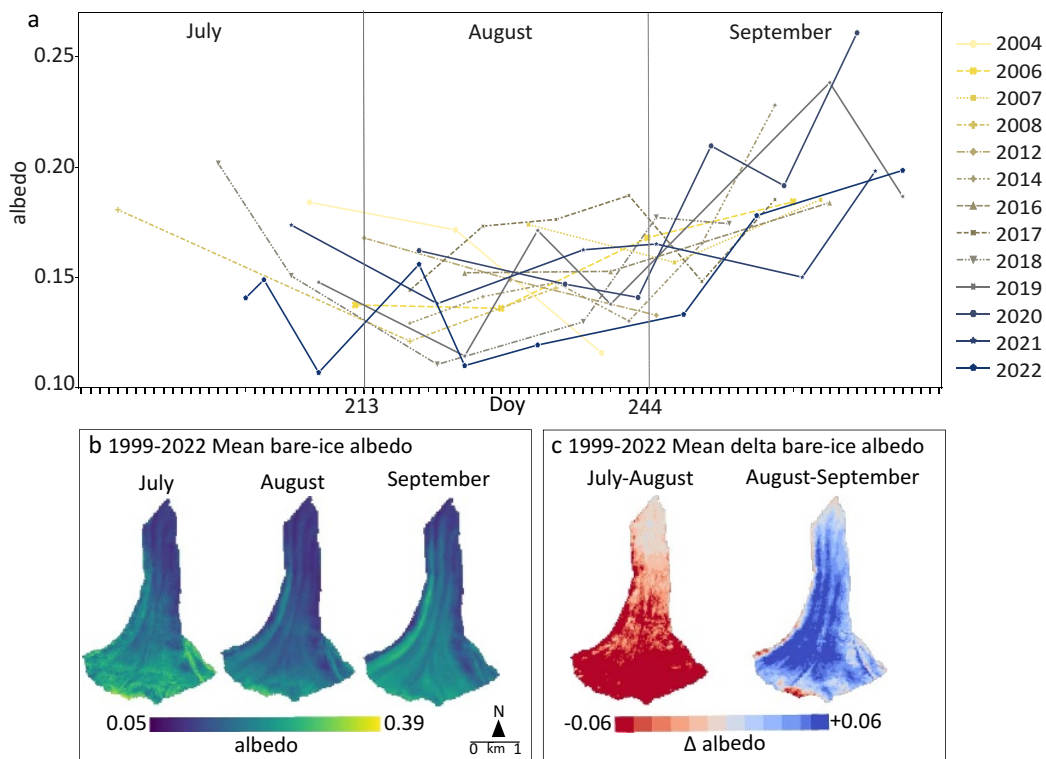 a
July August September
albedo
0.25
0.20
0.15
0.10
213 Doy 244
2004
2006
2007
2008
2012
2014
2016
2017
2018
2019
2020
2021
2022
b 1999-2022 Mean bare-ice albedo
July August September
0.05 0.39
albedo
N
0 km 1
c 1999-2022 Mean delta bare-ice albedo
July-August August-September
-0.06 +0.06
Δ albedo